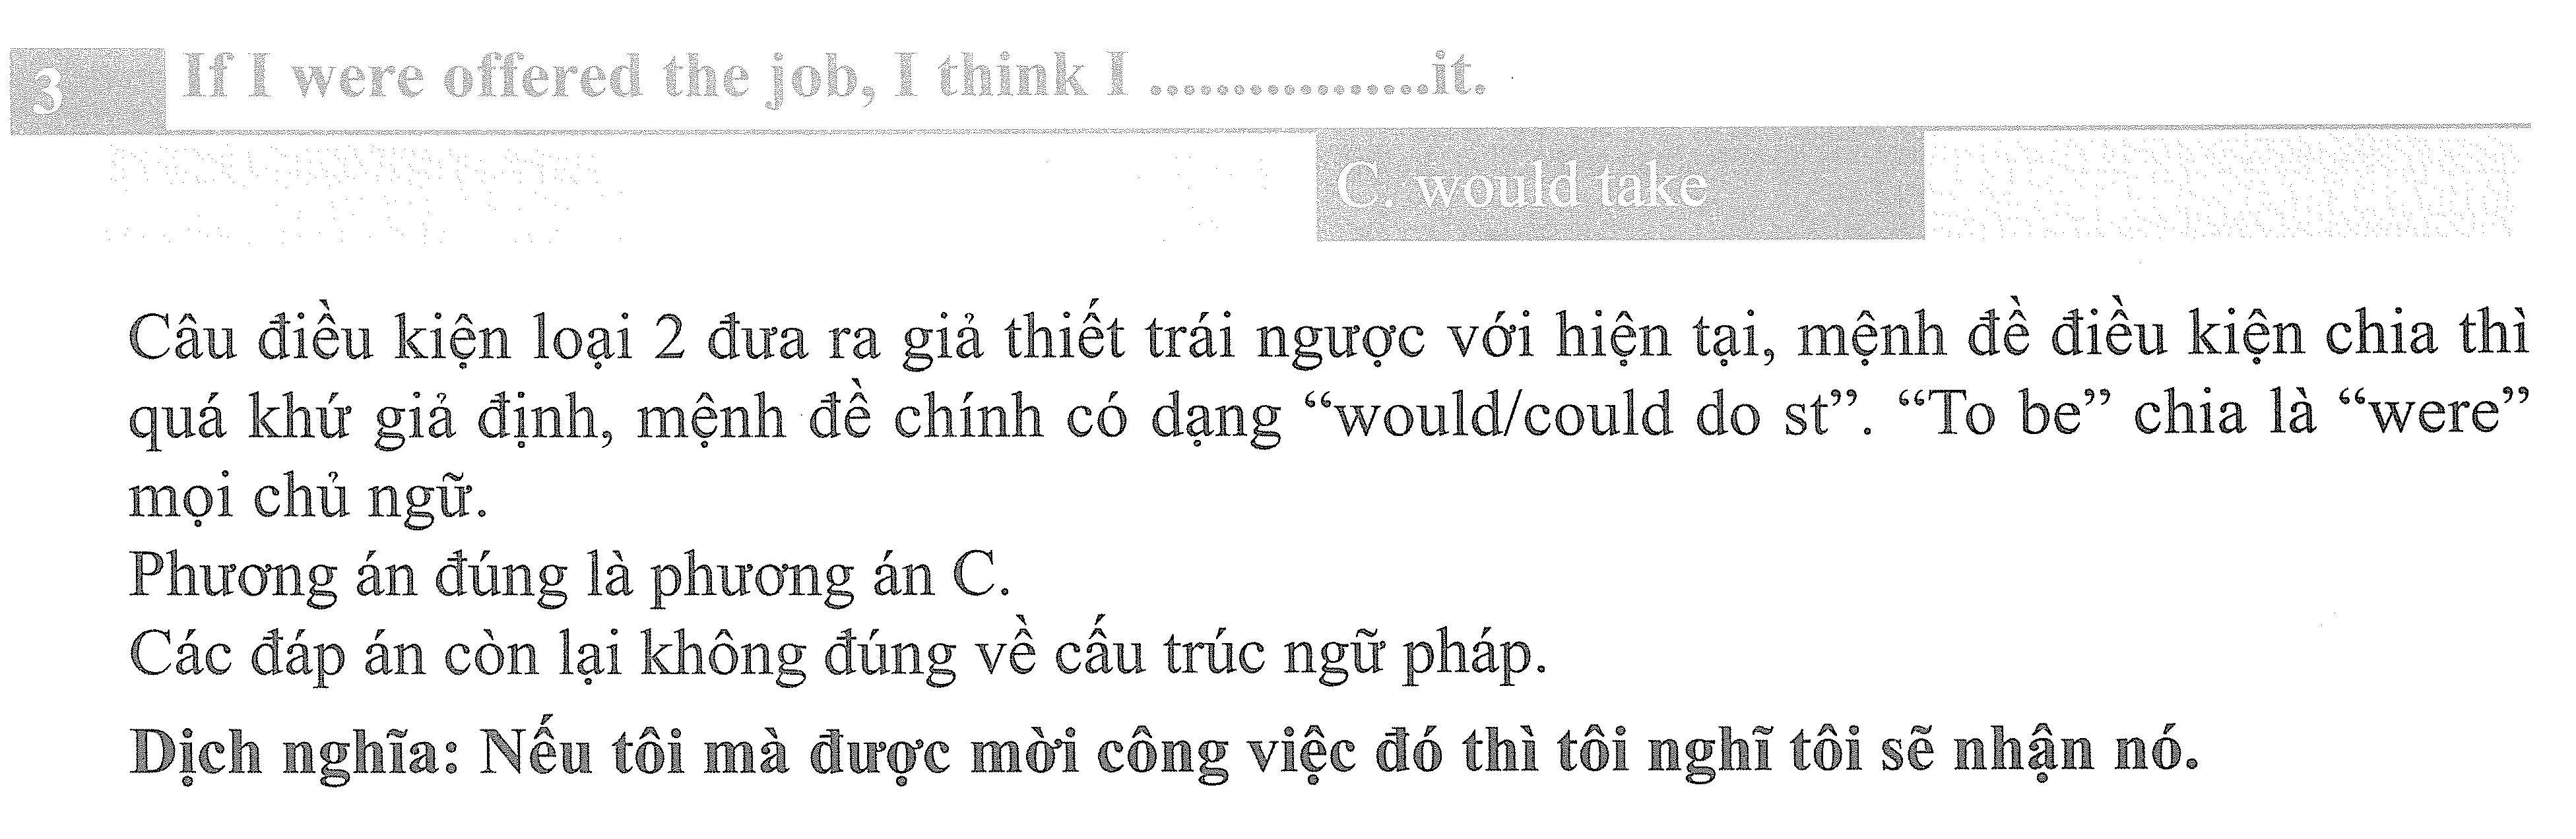 3 If I were offered the job, I think I .................it.
C. would take
Câu điều kiện loại 2 đưa ra giả thiết trái ngược với hiện tại, mệnh đề điều kiện chia thì
quá khứ giả định, mệnh đề chính có dạng “would/could do st”. “To be” chia là “were”
mọi chủ ngữ.
Phương án đúng là phương án C.
Các đáp án còn lại không đúng về cấu trúc ngữ pháp.
Dịch nghĩa: Nếu tôi mà được mời công việc đó thì tôi nghĩ tôi sẽ nhận nó.